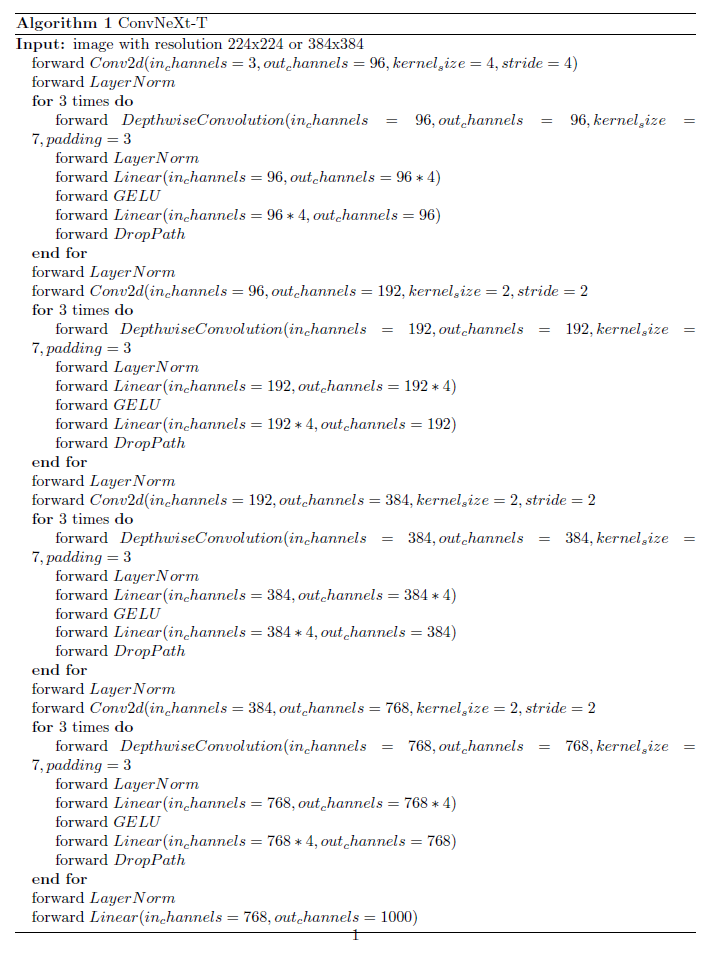 Algorithm 1 ConvNeXt-T
Input: image with resolution 224x224 or 384x384
forward Conv2d(in_channels = 3, out_channels = 96, kernel_size = 4, stride = 4)
forward LayerNorm
for 3 times do
forward DepthwiseConvolution(in_channels = 96, out_channels = 96, kernel_size =
7, padding = 3
forward LayerNorm
forward Linear(in_channels = 96, out_channels = 96 * 4)
forward GELU
forward Linear(in_channels = 96 * 4, out_channels = 96)
forward DropPath
end for
forward LayerNorm
forward Conv2d(in_channels = 96, out_channels = 192, kernel_size = 2, stride = 2
for 3 times do
forward DepthwiseConvolution(in_channels = 192, out_channels = 192, kernel_size =
7, padding = 3
forward LayerNorm
forward Linear(in_channels = 192, out_channels = 192 * 4)
forward GELU
forward Linear(in_channels = 192 * 4, out_channels = 192)
forward DropPath
end for
forward LayerNorm
forward Conv2d(in_channels = 192, out_channels = 384, kernel_size = 2, stride = 2
for 3 times do
forward DepthwiseConvolution(in_channels = 384, out_channels = 384, kernel_size =
7, padding = 3
forward LayerNorm
forward Linear(in_channels = 384, out_channels = 384 * 4)
forward GELU
forward Linear(in_channels = 384 * 4, out_channels = 384)
forward DropPath
end for
forward LayerNorm
forward Conv2d(in_channels = 384, out_channels = 768, kernel_size = 2, stride = 2
for 3 times do
forward DepthwiseConvolution(in_channels = 768, out_channels = 768, kernel_size =
7, padding = 3
forward LayerNorm
forward Linear(in_channels = 768, out_channels = 768 * 4)
forward GELU
forward Linear(in_channels = 768 * 4, out_channels = 768)
forward DropPath
end for
forward LayerNorm
forward Linear(in_channels = 768, out_channels = 1000)
1